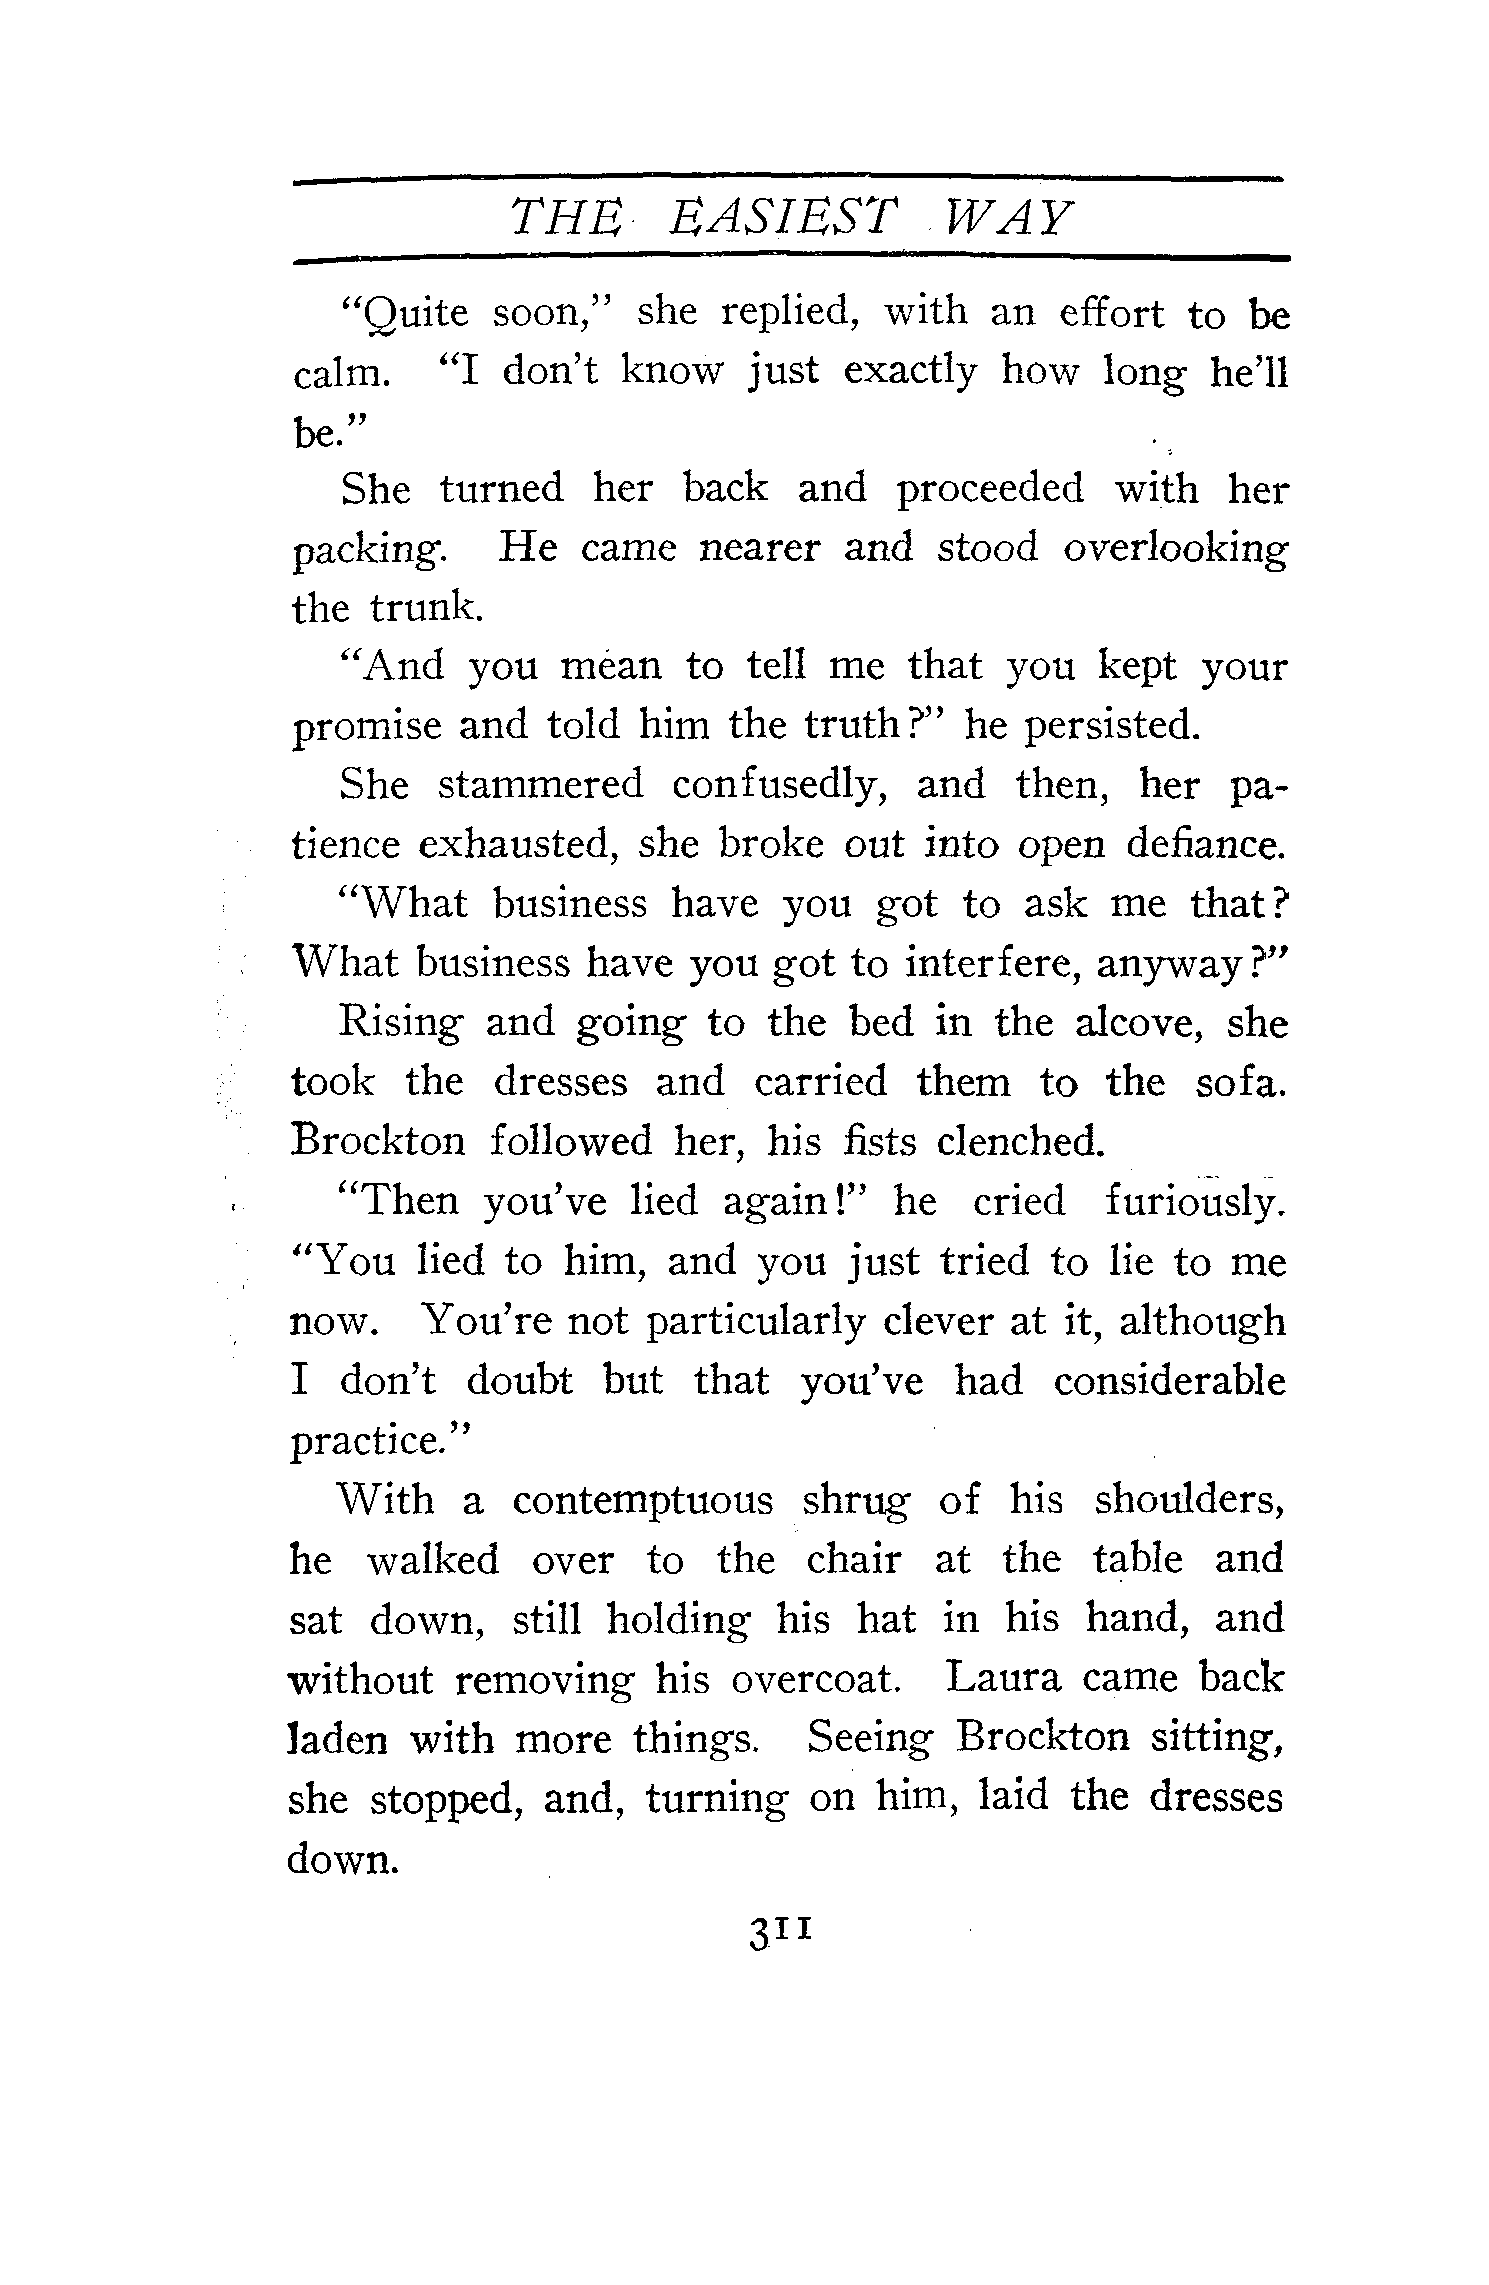 THE EASIEST WAY
"Quite soon," she replied, with an effort to be
calm. "I don't know just exactly how long he'll
be."
She turned her back and proceeded with her
packing. He came nearer and stood overlooking
the trunk.
"And you mean to tell me that you kept your
promise and told him the truth?" he persisted.
She stammered confusedly, and then, her pa-
tience exhausted, she broke out into open defiance.
"What business have you got to ask me that?
What business have you got to interfere, anyway?"
Rising and going to the bed in the alcove, she
took the dresses and carried them to the sofa.
Brockton followed her, his fists clenched.
"Then you've lied again!" he cried furiously.
"You lied to him, and you just tried to lie to me
now. You're not particularly clever at it, although
I don't doubt but that you've had considerable
practice."
With a contemptuous shrug of his shoulders,
he walked over to the chair at the table and
sat down, still holding his hat in his hand, and
without removing his overcoat. Laura came back
laden with more things. Seeing Brockton sitting,
she stopped, and, turning on him, laid the dresses
down.
311